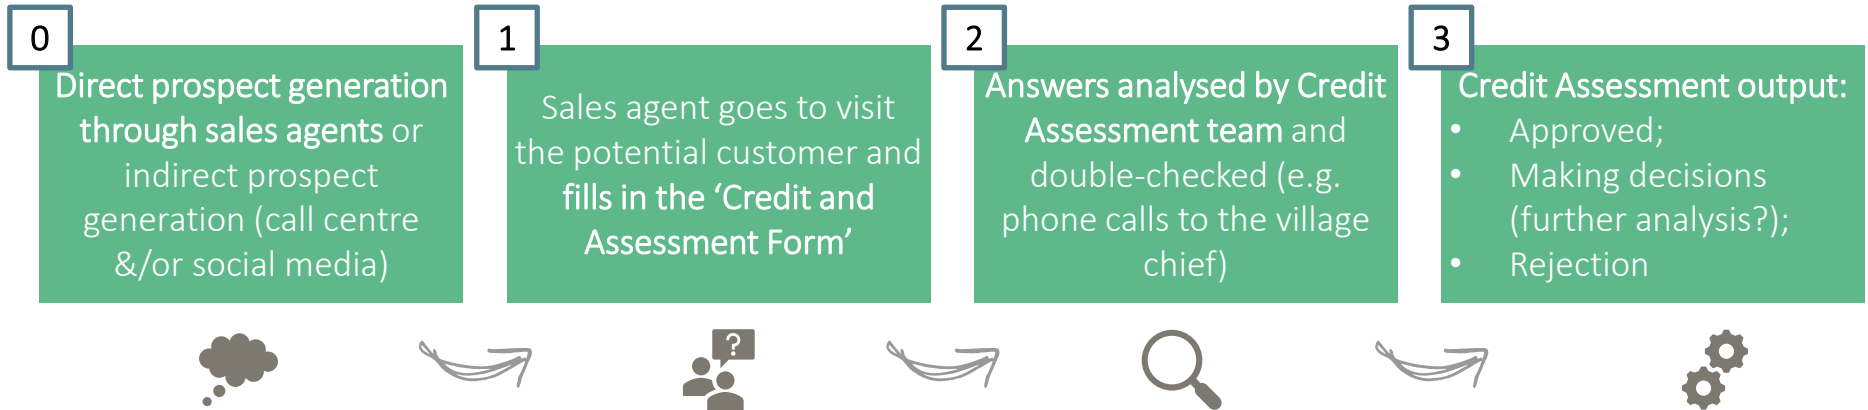 0
Direct prospect generation
through sales agents or
indirect prospect
generation (call centre
&/or social media)
1
Sales agent goes to visit
the potential customer and
fills in the ‘Credit and
Assessment Form’
2
Answers analysed by Credit
Assessment team and
double-checked (e.g.
phone calls to the village
chief)
3
Credit Assessment output:
• Approved;
• Making decisions
(further analysis?);
• Rejection
?